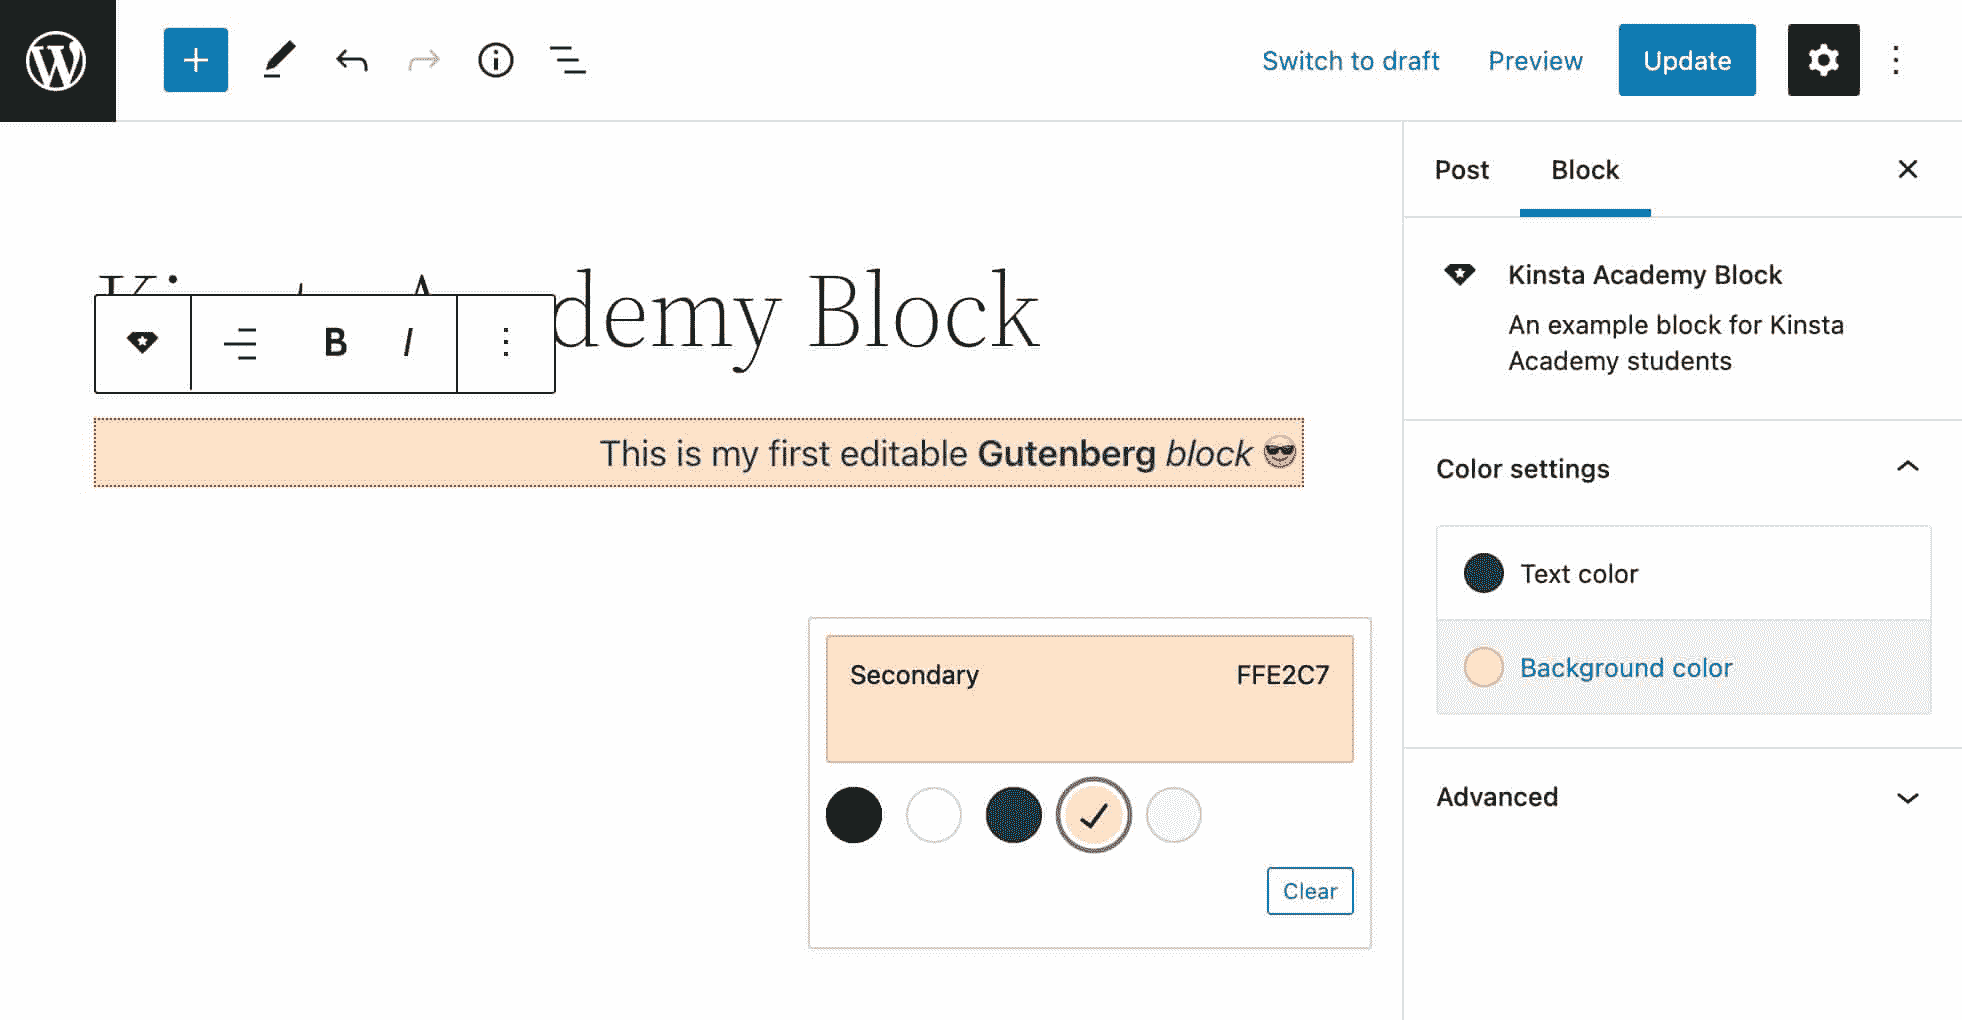 Switch to draft
Preview
Update
Post
Block
Kinsta Academy Block
An example block for Kinsta
Academy students
demy Block
B I
This is my first editable Gutenberg block 😎
Color settings
Text color
Background color
Secondary
FFE2C7
Clear
Advanced